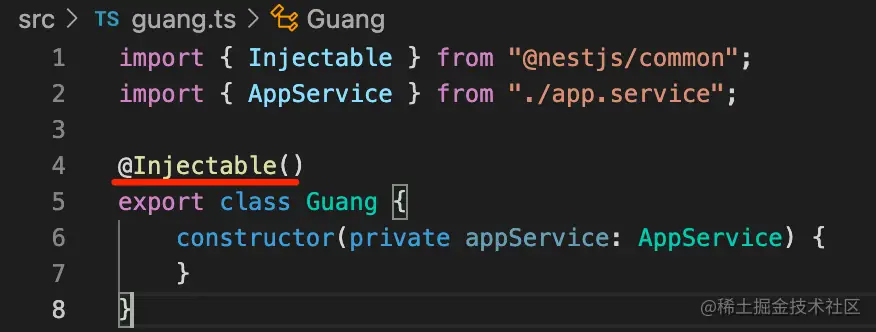 src > TS guang.ts > Guang
1 import { Injectable } from "@nestjs/common";
2 import { AppService } from "./app.service";
3
4 @Injectable()
5 export class Guang {
6     constructor(private appService: AppService) {
7     }
8 }
@稀土掘金技术社区